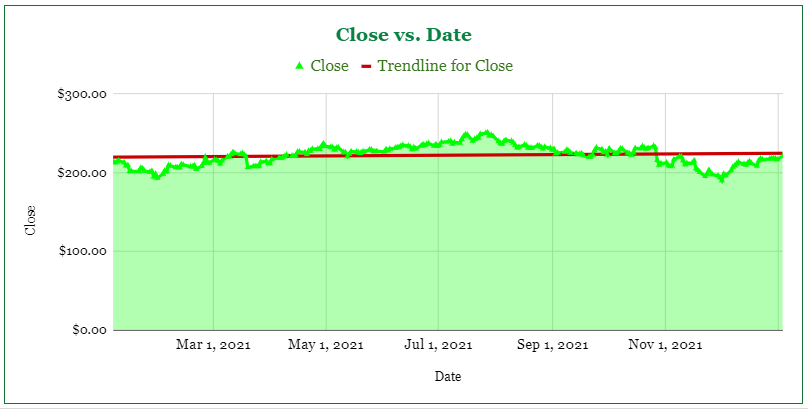 Close vs. Date
Close
Trendline for Close
$300.00
$200.00
$100.00
$0.00
Close
Mar 1, 2021
May 1, 2021
Jul 1, 2021
Sep 1, 2021
Nov 1, 2021
Date